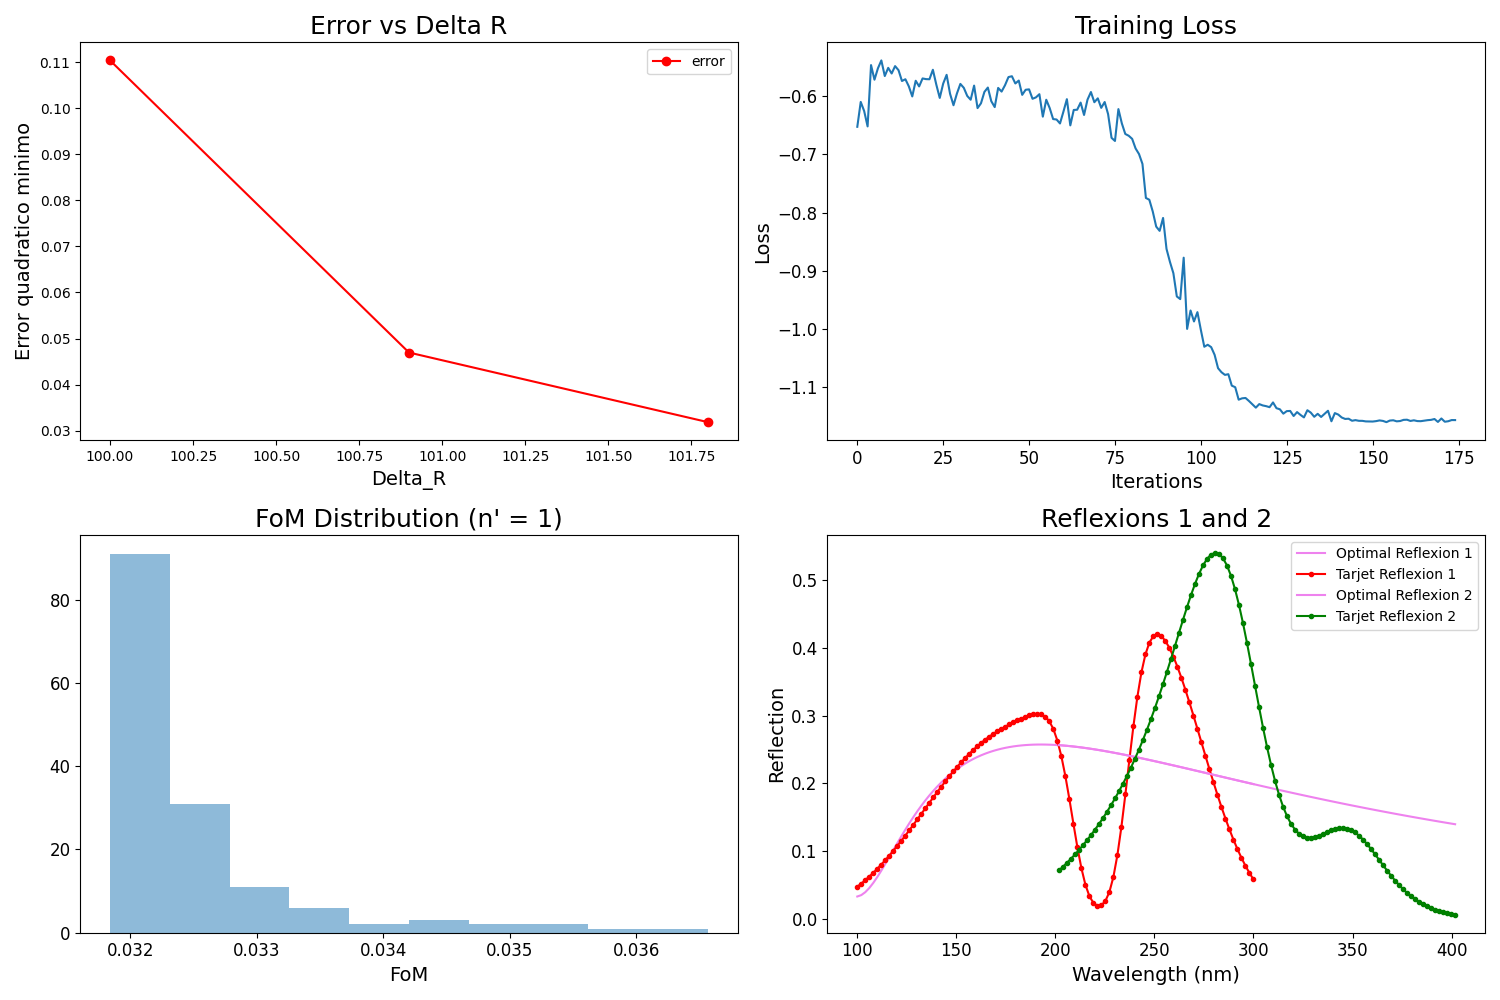 Error vs Delta R
error
Error quadratico minimo
0.11
0.10
0.09
0.08
0.07
0.06
0.05
0.04
0.03
100.00 100.25 100.50 100.75 101.00 101.25 101.50 101.75
Delta_R
Training Loss
Loss
−0.6
−0.7
−0.8
−0.9
−1.0
−1.1
0 25 50 75 100 125 150 175
Iterations
FoM Distribution (n' = 1)
80
60
40
20
0
0.032 0.033 0.034 0.035 0.036
FoM
Reflexions 1 and 2
Optimal Reflexion 1
Tarjet Reflexion 1
Optimal Reflexion 2
Tarjet Reflexion 2
Reflection
0.5
0.4
0.3
0.2
0.1
0.0
100 150 200 250 300 350 400
Wavelength (nm)